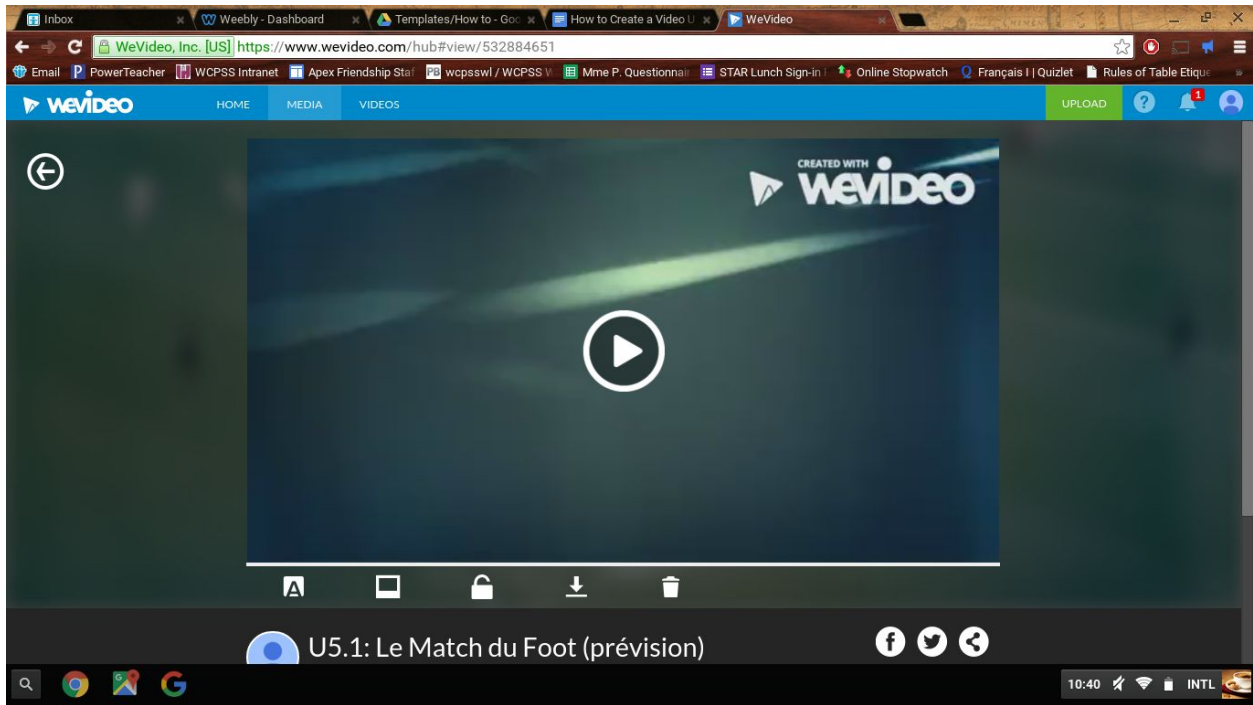 Inbox
Weebly - Dashboard
Templates/How to - Goo
How to Create a Video U
WeVideo
WeVideo, Inc. [US] https://www.wevideo.com/hub#view/532884651
Email PowerTeacher WCPSS Intranet Apex Friendship Staf PB wcpsswl / WCPSS W Mme P. Questionnair STAR Lunch Sign-in i Online Stopwatch Français I | Quizlet Rules of Table Etique
WEVIDEO HOME MEDIA VIDEOS UPLOAD ? 1
CREATED WITH
WEVIDEO
A
U5.1: Le Match du Foot (prévision)
10:40 INTL